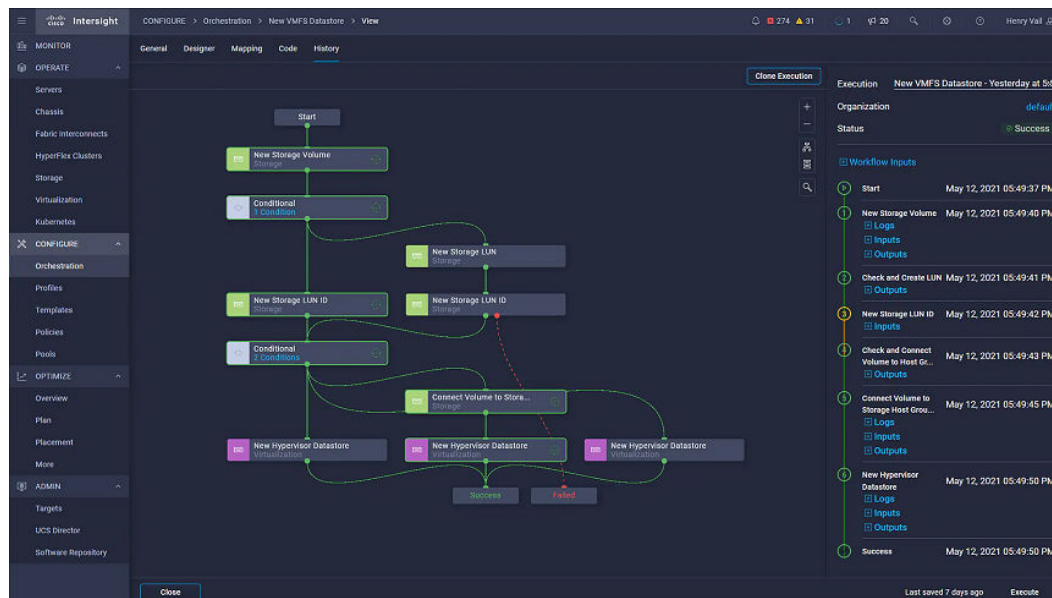 cisco Intersight
CONFIGURE > Orchestration > New VMFS Datastore > View
274 31 1 20
Henry Vail
MONITOR
OPERATE
Servers
Chassis
Fabric Interconnects
HyperFlex Clusters
Storage
Virtualization
Kubernetes
CONFIGURE
Orchestration
Profiles
Templates
Policies
Pools
OPTIMIZE
Overview
Plan
Placement
More
ADMIN
Targets
UCS Director
Software Repository
General Designer Mapping Code History
Clone Execution
Start
New Storage Volume
Storage
Conditional
1 Condition
New Storage LUN
Storage
New Storage LUN ID
Storage
New Storage LUN ID
Storage
Conditional
2 Conditions
Connect Volume to Stora...
Storage
New Hypervisor Datastore
Virtualization
New Hypervisor Datastore
Virtualization
New Hypervisor Datastore
Virtualization
Success
Failed
Execution New VMFS Datastore - Yesterday at 5:
Organization default
Status Success
Workflow Inputs
Start May 12, 2021 05:49:37 PM
1 New Storage Volume May 12, 2021 05:49:40 PM
Logs
Inputs
Outputs
2 Check and Create LUN May 12, 2021 05:49:41 PM
Outputs
3 New Storage LUN ID May 12, 2021 05:49:42 PM
Inputs
4 Check and Connect
Volume to Host Gr... May 12, 2021 05:49:43 PM
Outputs
5 Connect Volume to
Storage Host Grou... May 12, 2021 05:49:45 PM
Logs
Inputs
Outputs
6 New Hypervisor
Datastore May 12, 2021 05:49:50 PM
Logs
Inputs
Outputs
Success May 12, 2021 05:49:50 PM
Close
Last saved 7 days ago Execute